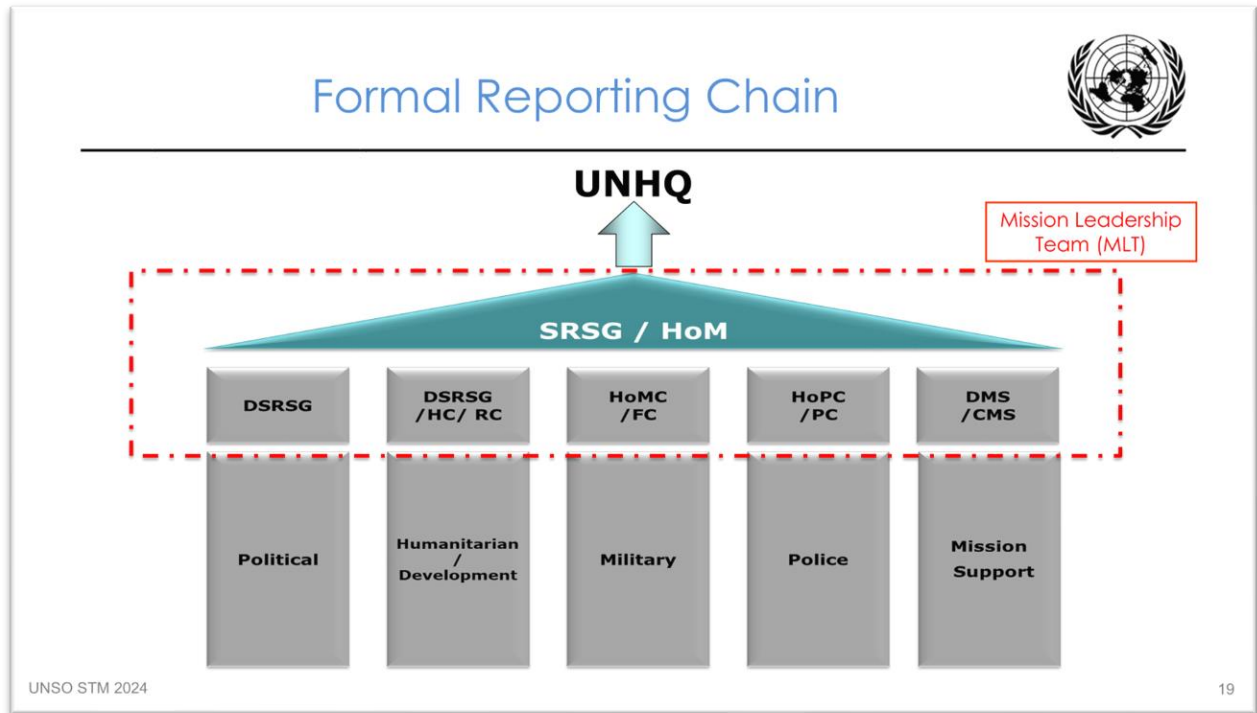 Formal Reporting Chain
UNHQ
Mission Leadership
Team (MLT)
SRSG / HoM
DSRSG
DSRSG
/HC/ RC
HoMC
/FC
HoPC
/PC
DMS
/CMS
Political
Humanitarian
/
Development
Military
Police
Mission
Support
UNSO STM 2024
19